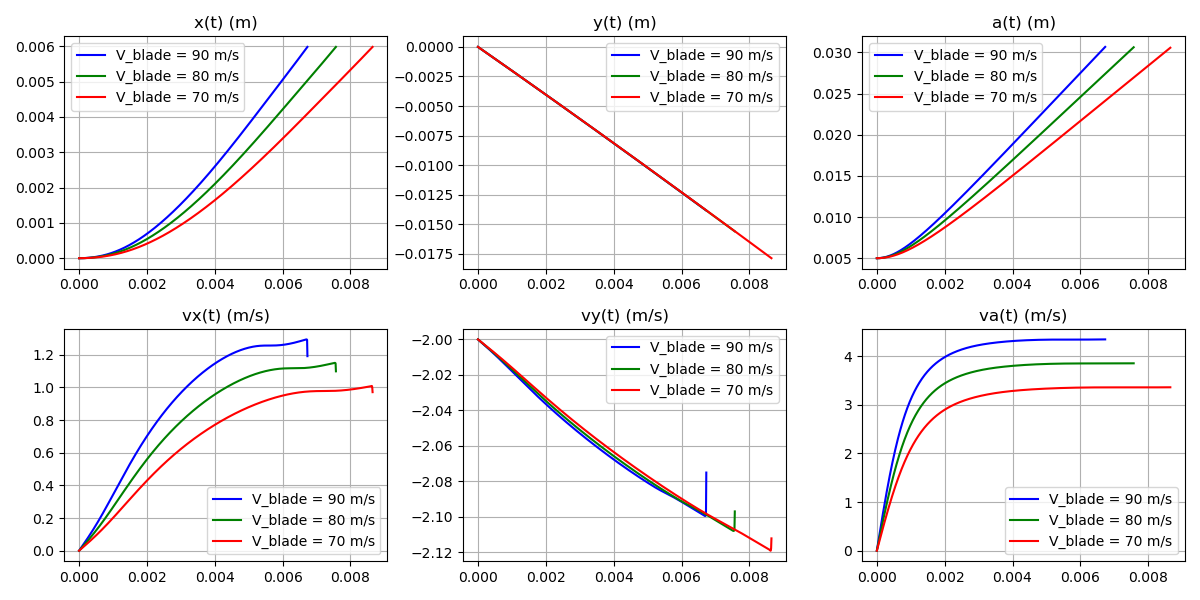 x(t) (m)
0.006
0.005
0.004
0.003
0.002
0.001
0.000
V_blade = 90 m/s
V_blade = 80 m/s
V_blade = 70 m/s
0.000 0.002 0.004 0.006 0.008
y(t) (m)
0.0000
−0.0025
−0.0050
−0.0075
−0.0100
−0.0125
−0.0150
−0.0175
V_blade = 90 m/s
V_blade = 80 m/s
V_blade = 70 m/s
0.000 0.002 0.004 0.006 0.008
a(t) (m)
0.030
0.025
0.020
0.015
0.010
0.005
V_blade = 90 m/s
V_blade = 80 m/s
V_blade = 70 m/s
0.000 0.002 0.004 0.006 0.008
vx(t) (m/s)
1.2
1.0
0.8
0.6
0.4
0.2
0.0
V_blade = 90 m/s
V_blade = 80 m/s
V_blade = 70 m/s
0.000 0.002 0.004 0.006 0.008
vy(t) (m/s)
−2.00
−2.02
−2.04
−2.06
−2.08
−2.10
−2.12
V_blade = 90 m/s
V_blade = 80 m/s
V_blade = 70 m/s
0.000 0.002 0.004 0.006 0.008
va(t) (m/s)
4
3
2
1
0
V_blade = 90 m/s
V_blade = 80 m/s
V_blade = 70 m/s
0.000 0.002 0.004 0.006 0.008